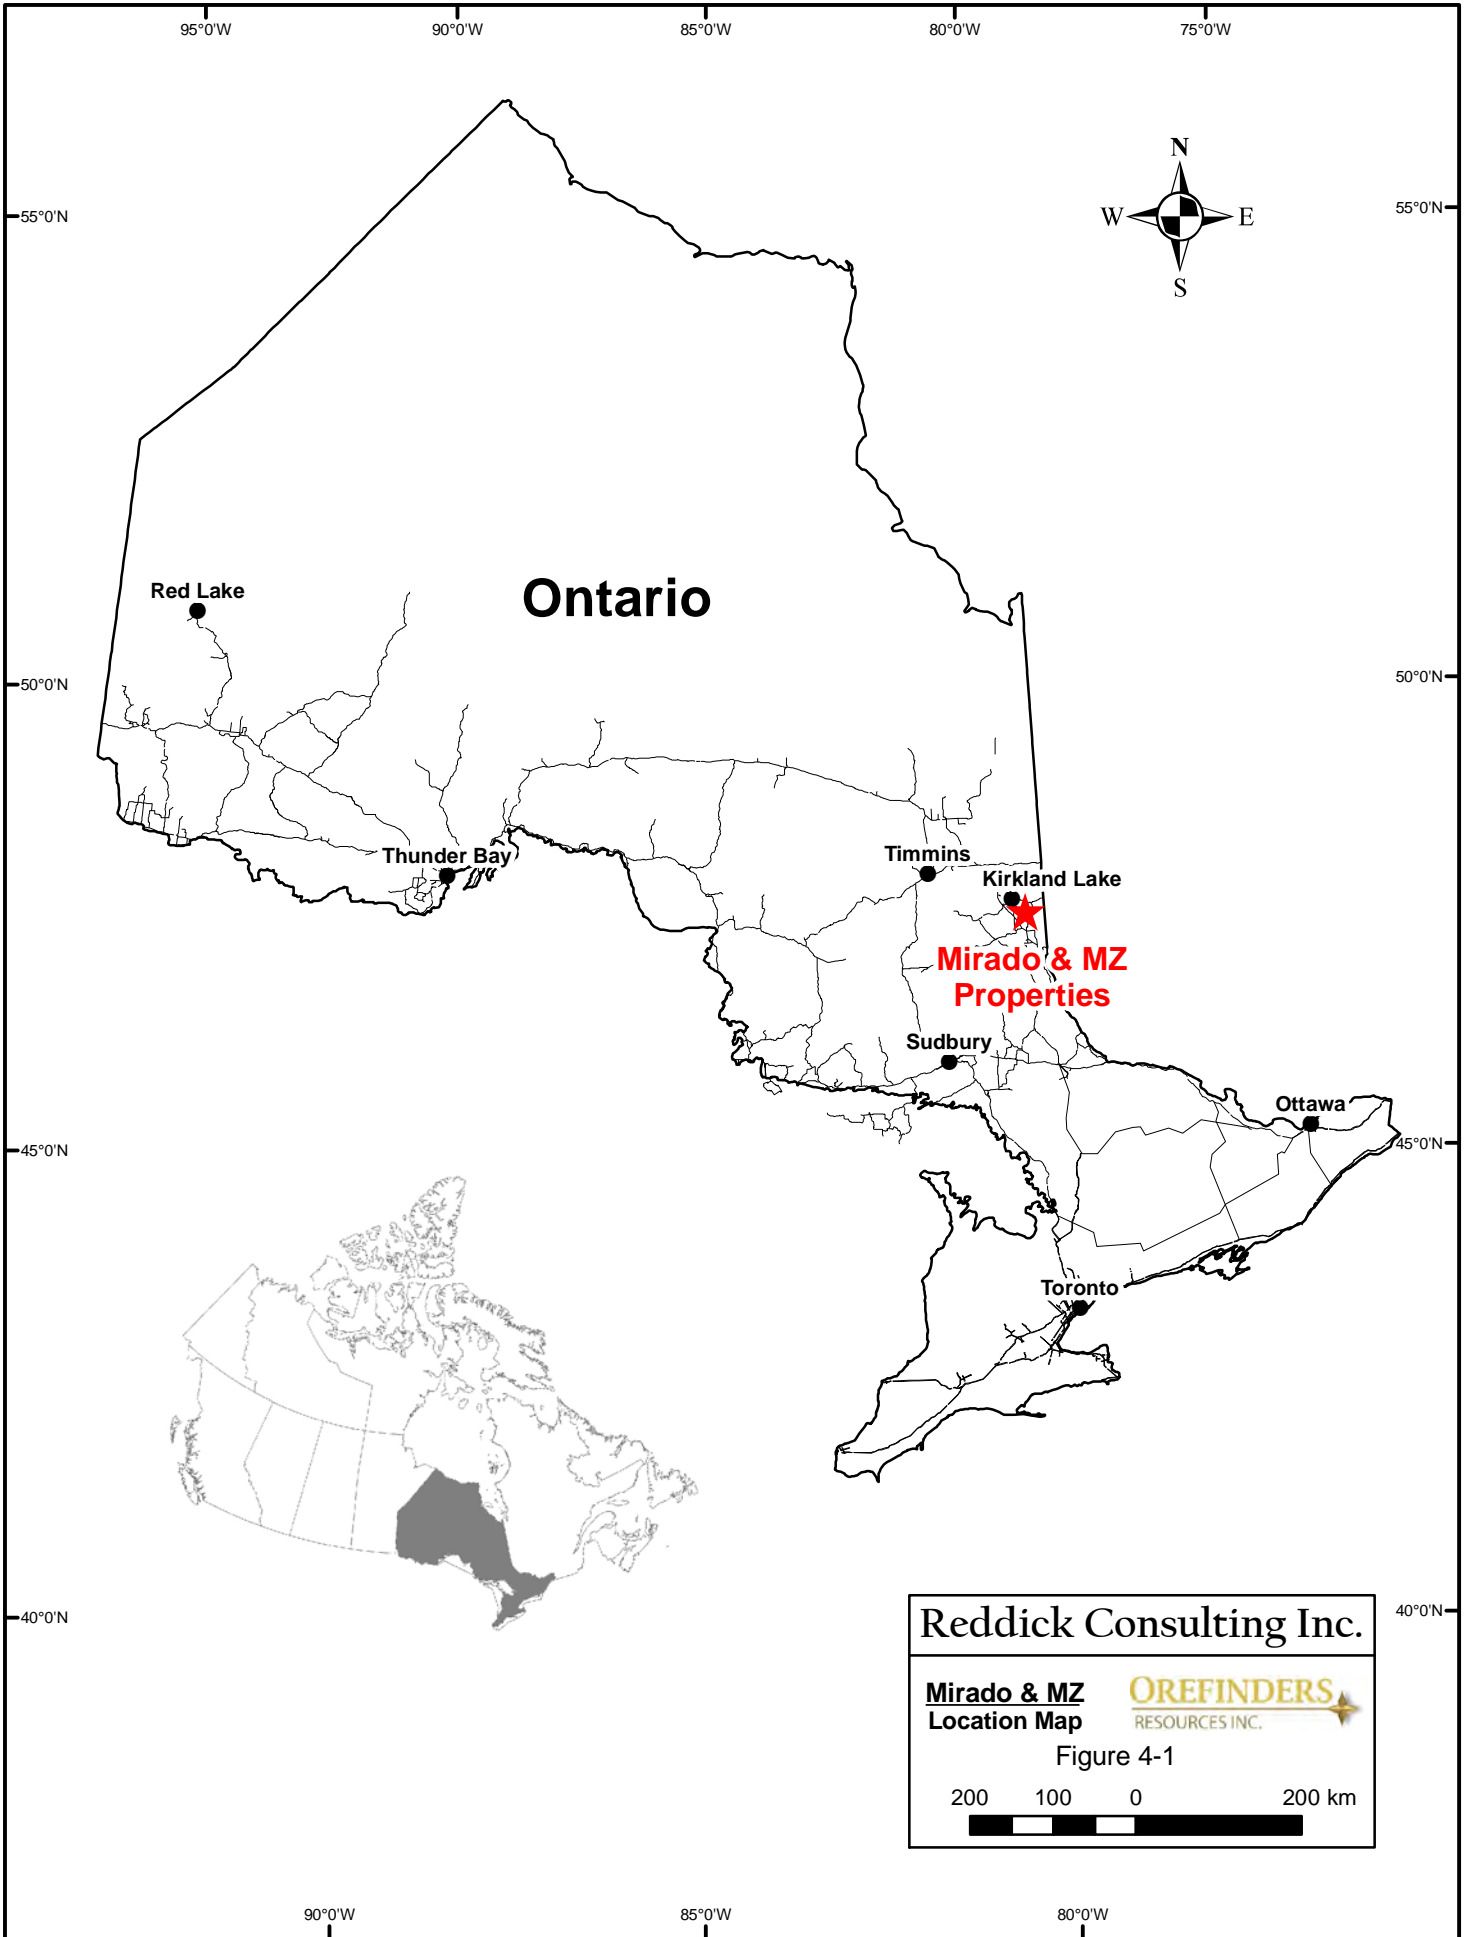 95°0'W 90°0'W 85°0'W 80°0'W 75°0'W
N
W E
S
55°0'N 55°0'N
Red Lake
Ontario
50°0'N 50°0'N
Thunder Bay
Timmins
Kirkland Lake
Mirado & MZ
Properties
Sudbury
Ottawa
45°0'N 45°0'N
Toronto
40°0'N 40°0'N
Reddick Consulting Inc.
Mirado & MZ
Location Map
OREFINDERS
RESOURCES INC.
Figure 4-1
200 100 0 200 km
90°0'W 85°0'W 80°0'W